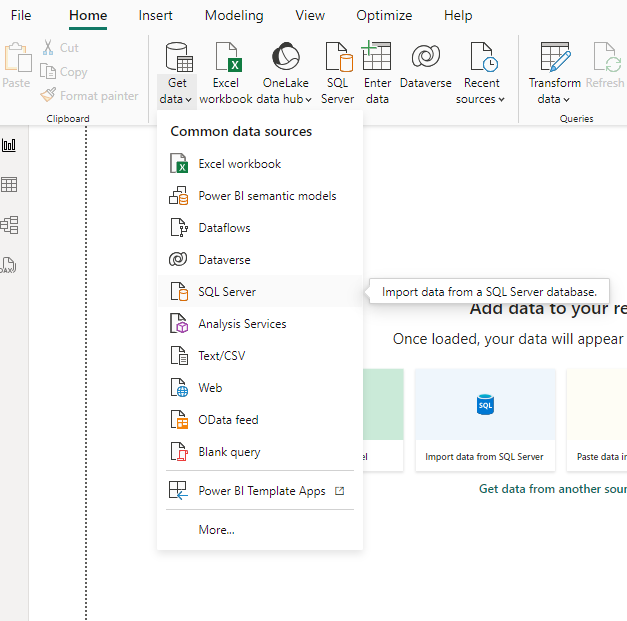 File Home Insert Modeling View Optimize Help
Paste
Cut
Copy
Format painter
Clipboard
Get data
Excel workbook
OneLake data hub
SQL Server
Enter data
Dataverse
Recent sources
Transform data
Refresh
Queries
Common data sources
Excel workbook
Power BI semantic models
Dataflows
Dataverse
SQL Server
Import data from a SQL Server database.
Analysis Services
Text/CSV
Web
OData feed
Blank query
Power BI Template Apps
More...
DAX
Add data to your re
Once loaded, your data will appear
SQL
el
Import data from SQL Server
Paste data in
Get data from another sour